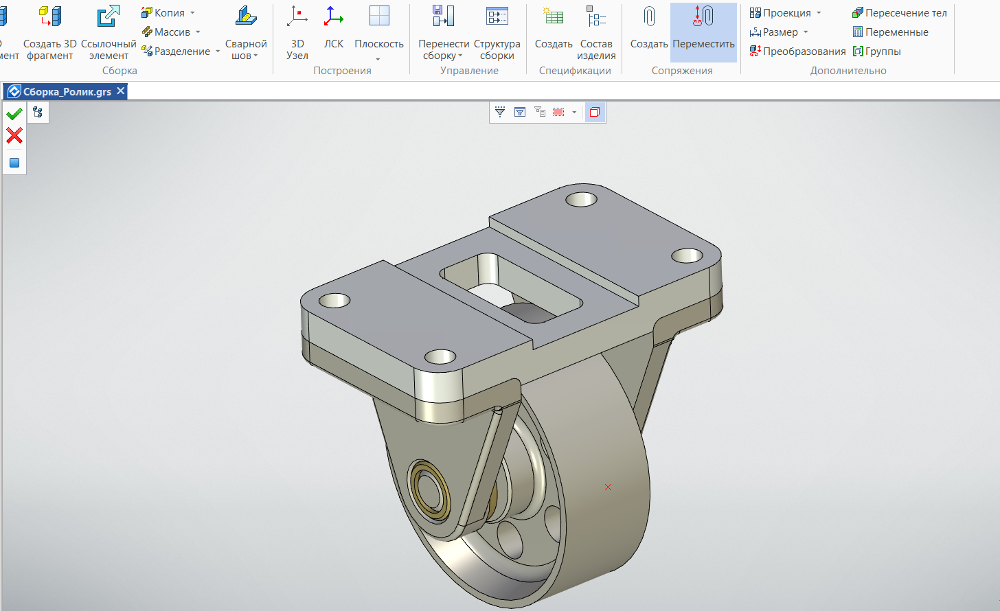 Создать 3D фрагмент
Ссылочный элемент
Копия
Массив
Разделение
Сварной шов
Сборка
3D Узел
ЛСК
Плоскость
Построения
Перенести сборку
Структура сборки
Управление
Создать
Состав изделия
Спецификации
Создать
Переместить
Сопряжения
Проекция
Размер
Преобразования
Пересечение тел
Переменные
Группы
Дополнительно
Сборка_Ролик.grs